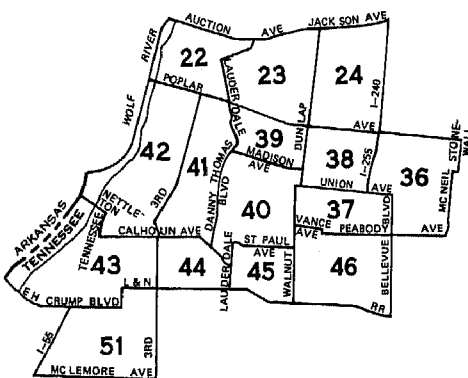 AUCTION AVE
JACKSON AVE
RIVER
22
LAUDERDALE
23
24
I-240
POPLAR AVE
WOLF
42
41
39
DUNLAP
MADISON AVE
38
I-255
36
STONE-
WALL
MC NEIL
DANNY THOMAS
BLVD
UNION AVE
NETTLE-
TON
3RD
40
37
VANCE
AVE
PEABODY AVE
BLVD
ARKANSAS
TENNESSEE
TENNESSEE
CALHOUN AVE
ST PAUL
AVE
43
44
45
46
LAUDERDALE
WALNUT
BELLEVUE
L & N
RR
E H CRUMP BLVD
I-55
51
3RD
MC LEMORE AVE